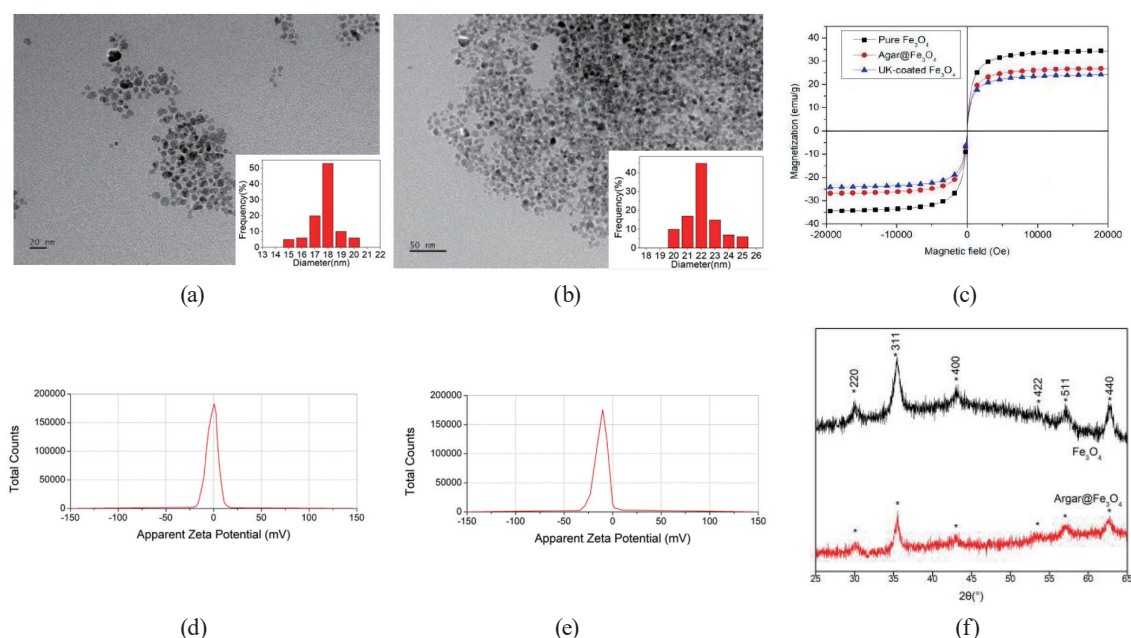 20 nm
Frequency(%)
50
40
30
20
10
0
13 14 15 16 17 18 19 20 21 22
Diameter(nm)
(a)
50 nm
Frequency(%)
40
30
20
10
0
18 19 20 21 22 23 24 25 26
Diameter(nm)
(b)
Magnetization (emu/g)
40
30
20
10
0
-10
-20
-30
-40
Pure Fe₃O₄
Agar@Fe₃O₄
UK-coated Fe₃O₄
-20000 -10000 0 10000 20000
Magnetic field (Oe)
(c)
Total Counts
200000
150000
100000
50000
0
-150 -100 -50 0 50 100 150
Apparent Zeta Potential (mV)
(d)
Total Counts
200000
150000
100000
50000
0
-150 -100 -50 0 50 100 150
Apparent Zeta Potential (mV)
(e)
* 220
* 311
* 400
* 422
* 511
* 440
Fe₃O₄
Argar@Fe₃O₄
* * * * * *
25 30 35 40 45 50 55 60 65
2θ(°)
(f)